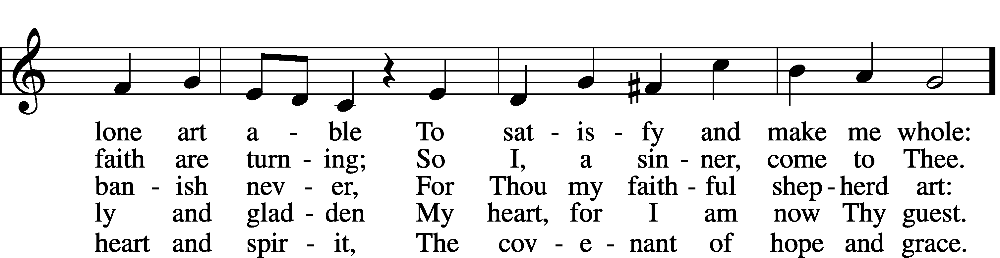 lone art a - ble To sat - is - fy and make me whole:
faith are turn - ing; So I, a sin - ner, come to Thee.
ban - ish nev - er, For Thou my faith - ful shep - herd art:
ly and glad - den My heart, for I am now Thy guest.
heart and spir - it, The cov - e - nant of hope and grace.